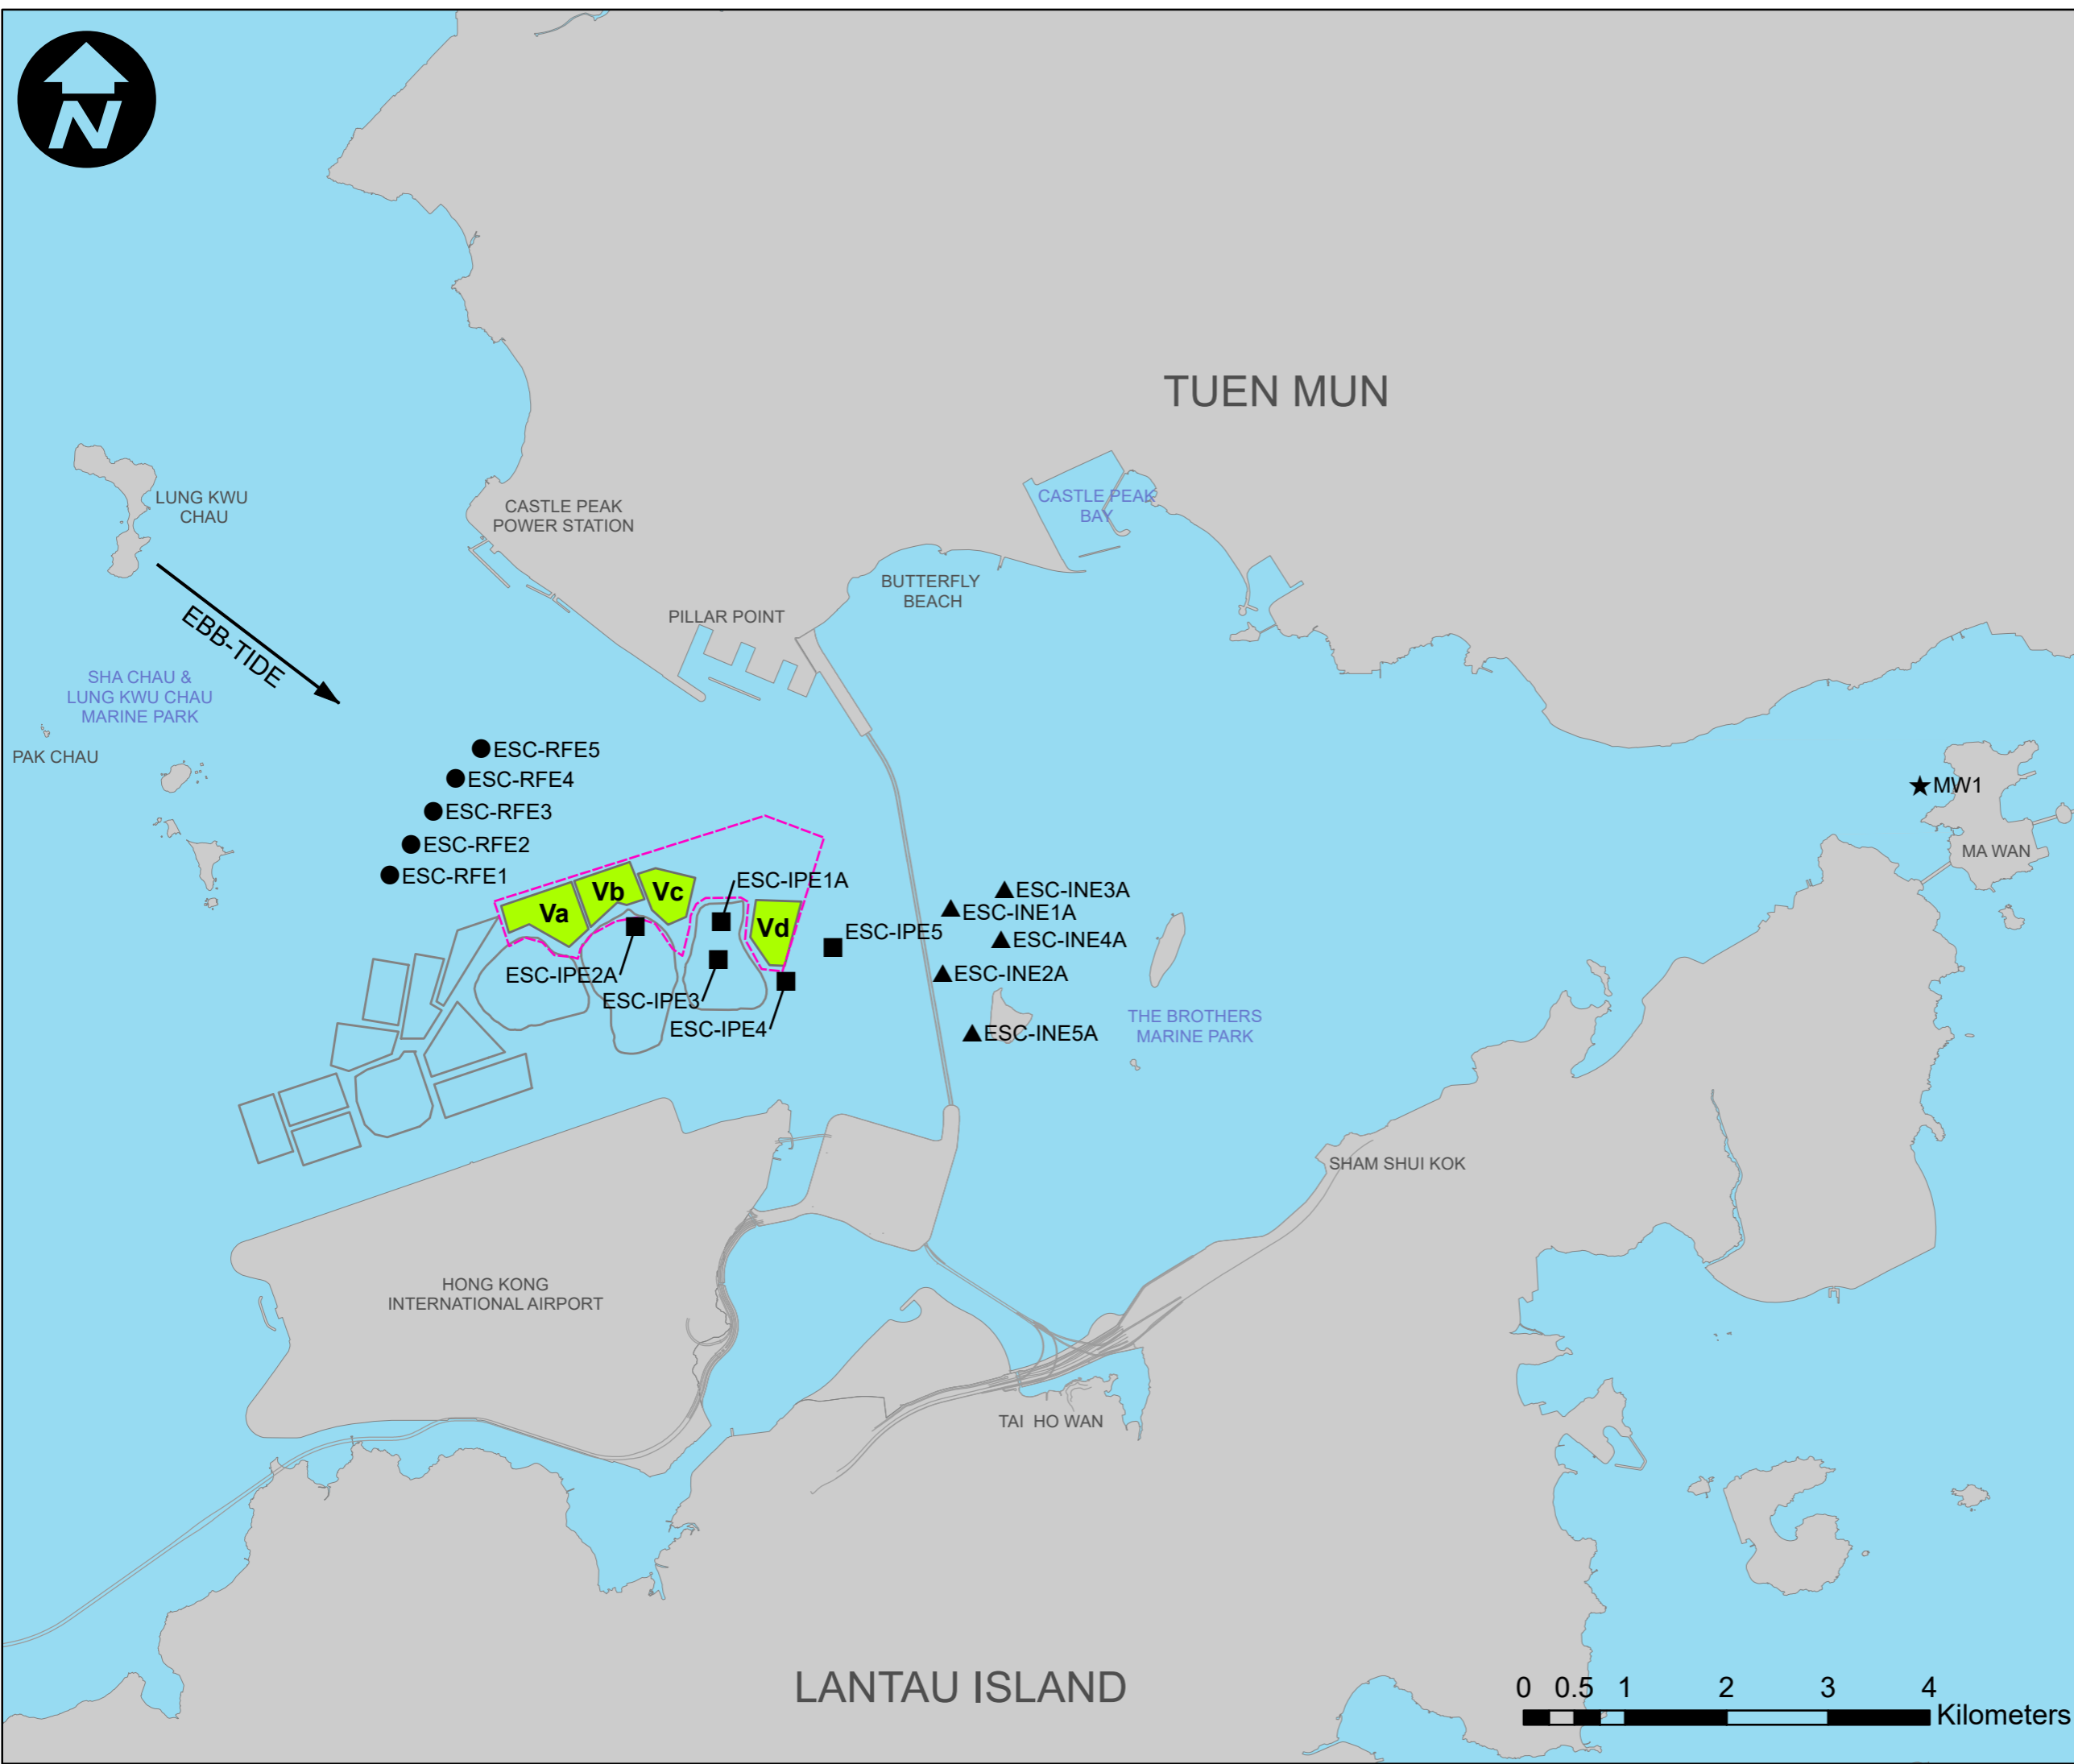 N
TUEN MUN
LUNG KWU
CHAU
CASTLE PEAK
POWER STATION
CASTLE PEAK
BAY
BUTTERFLY
BEACH
PILLAR POINT
EBB-TIDE
SHA CHAU &
LUNG KWU CHAU
MARINE PARK
PAK CHAU
ESC-RFE5
ESC-RFE4
ESC-RFE3
ESC-RFE2
ESC-RFE1
MW1
MA WAN
Va
Vb
Vc
Vd
ESC-IPE1A
ESC-IPE5
ESC-IPE2A
ESC-IPE3
ESC-IPE4
ESC-INE3A
ESC-INE1A
ESC-INE4A
ESC-INE2A
ESC-INE5A
THE BROTHERS
MARINE PARK
SHAM SHUI KOK
HONG KONG
INTERNATIONAL AIRPORT
TAI HO WAN
LANTAU ISLAND
0 0.5 1 2 3 4
Kilometers